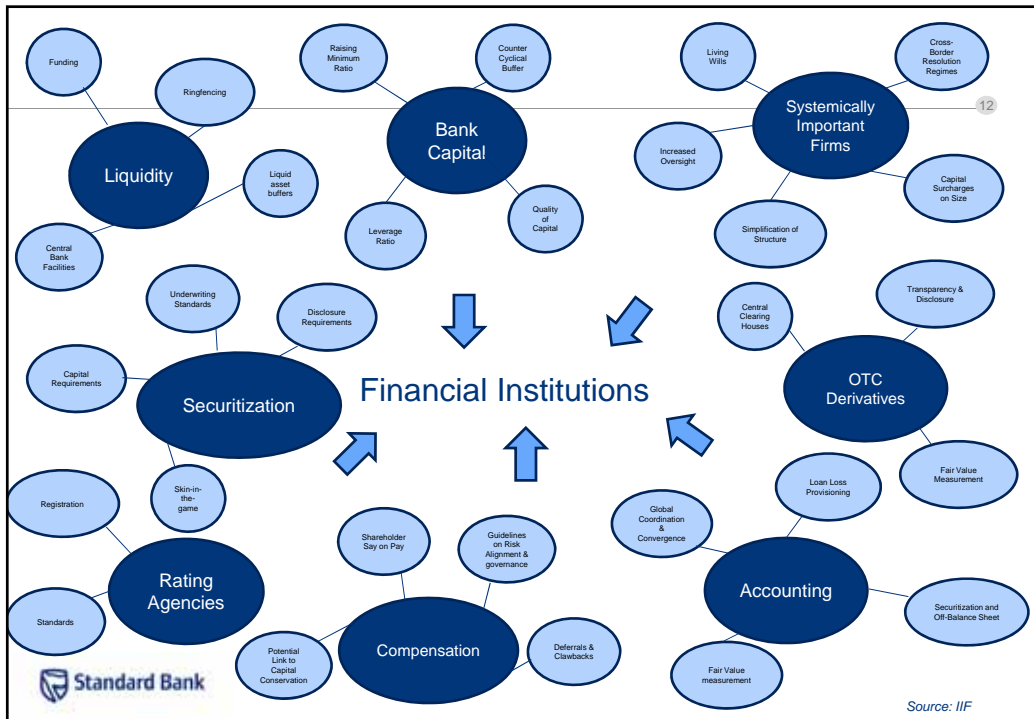 Funding
Ringfencing
Liquidity
Liquid
asset
buffers
Central
Bank
Facilities
Raising
Minimum
Ratio
Counter
Cyclical
Buffer
Bank
Capital
Leverage
Ratio
Quality
of
Capital
Living
Wills
Cross-
Border
Resolution
Regimes
12
Systemically
Important
Firms
Increased
Oversight
Capital
Surcharges
on Size
Simplification of
Structure
Underwriting
Standards
Disclosure
Requirements
Capital
Requirements
Securitization
Skin-in-
the-
game
Financial Institutions
Central
Clearing
Houses
Transparency &
Disclosure
OTC
Derivatives
Fair Value
Measurement
Registration
Rating
Agencies
Standards
Shareholder
Say on Pay
Guidelines
on Risk
Alignment &
governance
Compensation
Potential
Link to
Capital
Conservation
Deferrals &
Clawbacks
Loan Loss
Provisioning
Global
Coordination
&
Convergence
Accounting
Securitization and
Off-Balance Sheet
Fair Value
measurement
Standard Bank
Source: IIF